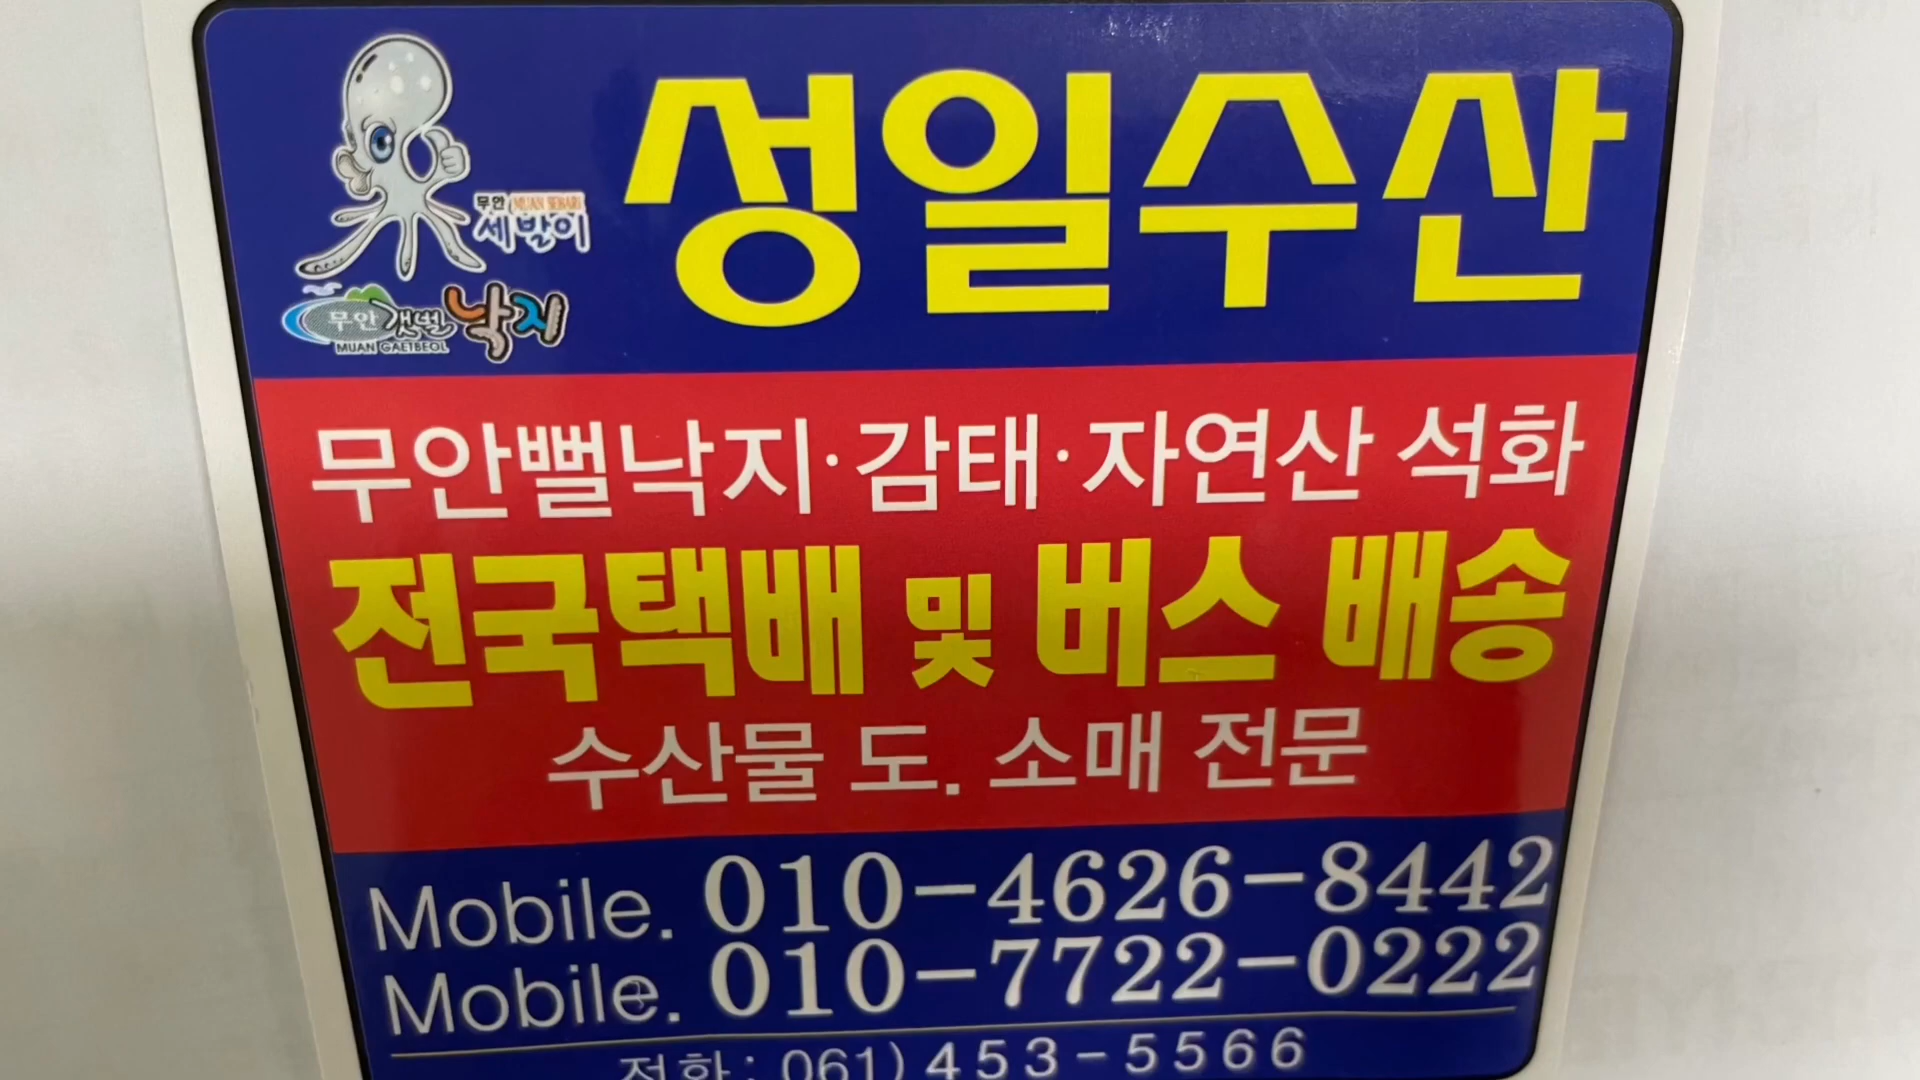 성일수산
무안 MUAN SEBARI
세발이
무안갯벌낙지
MUAN GAETBEOL
무안뻘낙지·감태·자연산 석화
전국택배 및 버스 배송
수산물 도. 소매 전문
Mobile. 010-4626-8442
Mobile. 010-7722-0222
전화: 061) 453-5566